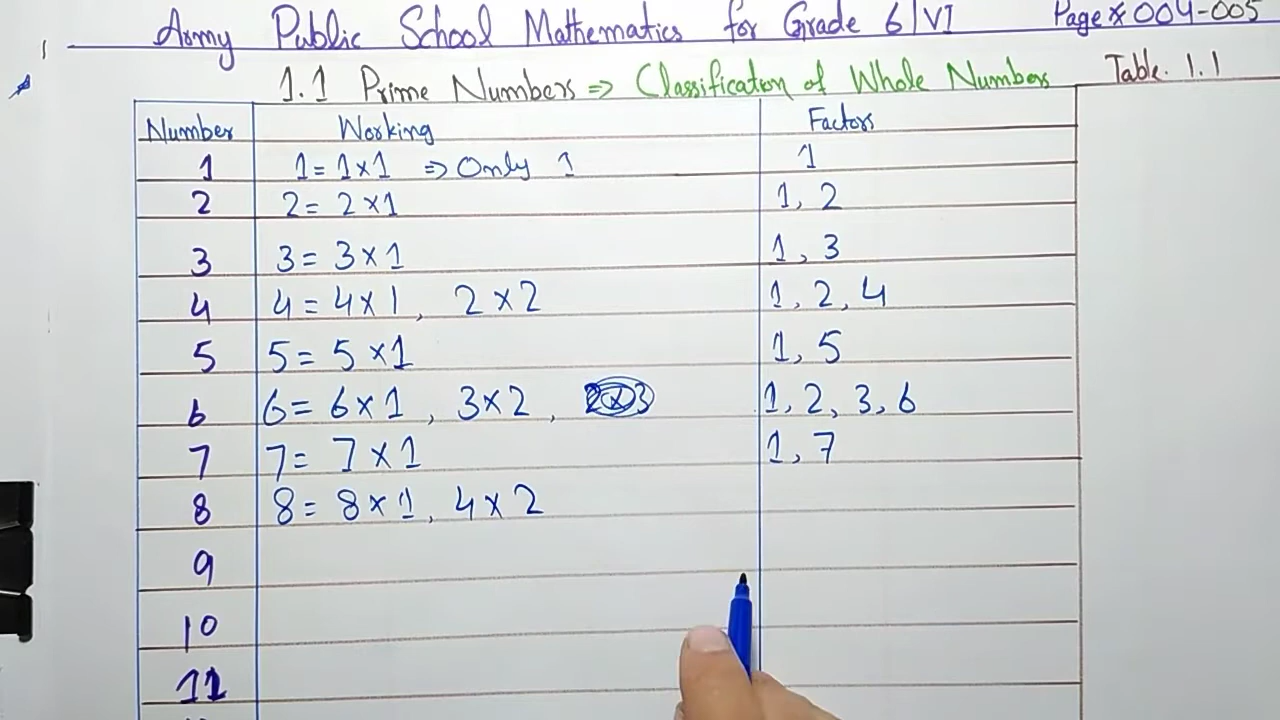 Army Public School Mathematics for Grade 6/VI Page * 004-005
1.1 Prime Numbers => Classification of Whole Numbers Table. 1.1
Number Working Factors
1 1= 1×1 => Only 1 1
2 2= 2×1 1, 2
3 3= 3×1 1, 3
4 4= 4×1, 2×2 1, 2, 4
5 5= 5×1 1, 5
6 6= 6×1, 3×2, 1, 2, 3, 6
7 7= 7×1 1, 7
8 8= 8×1, 4×2
9
10
11